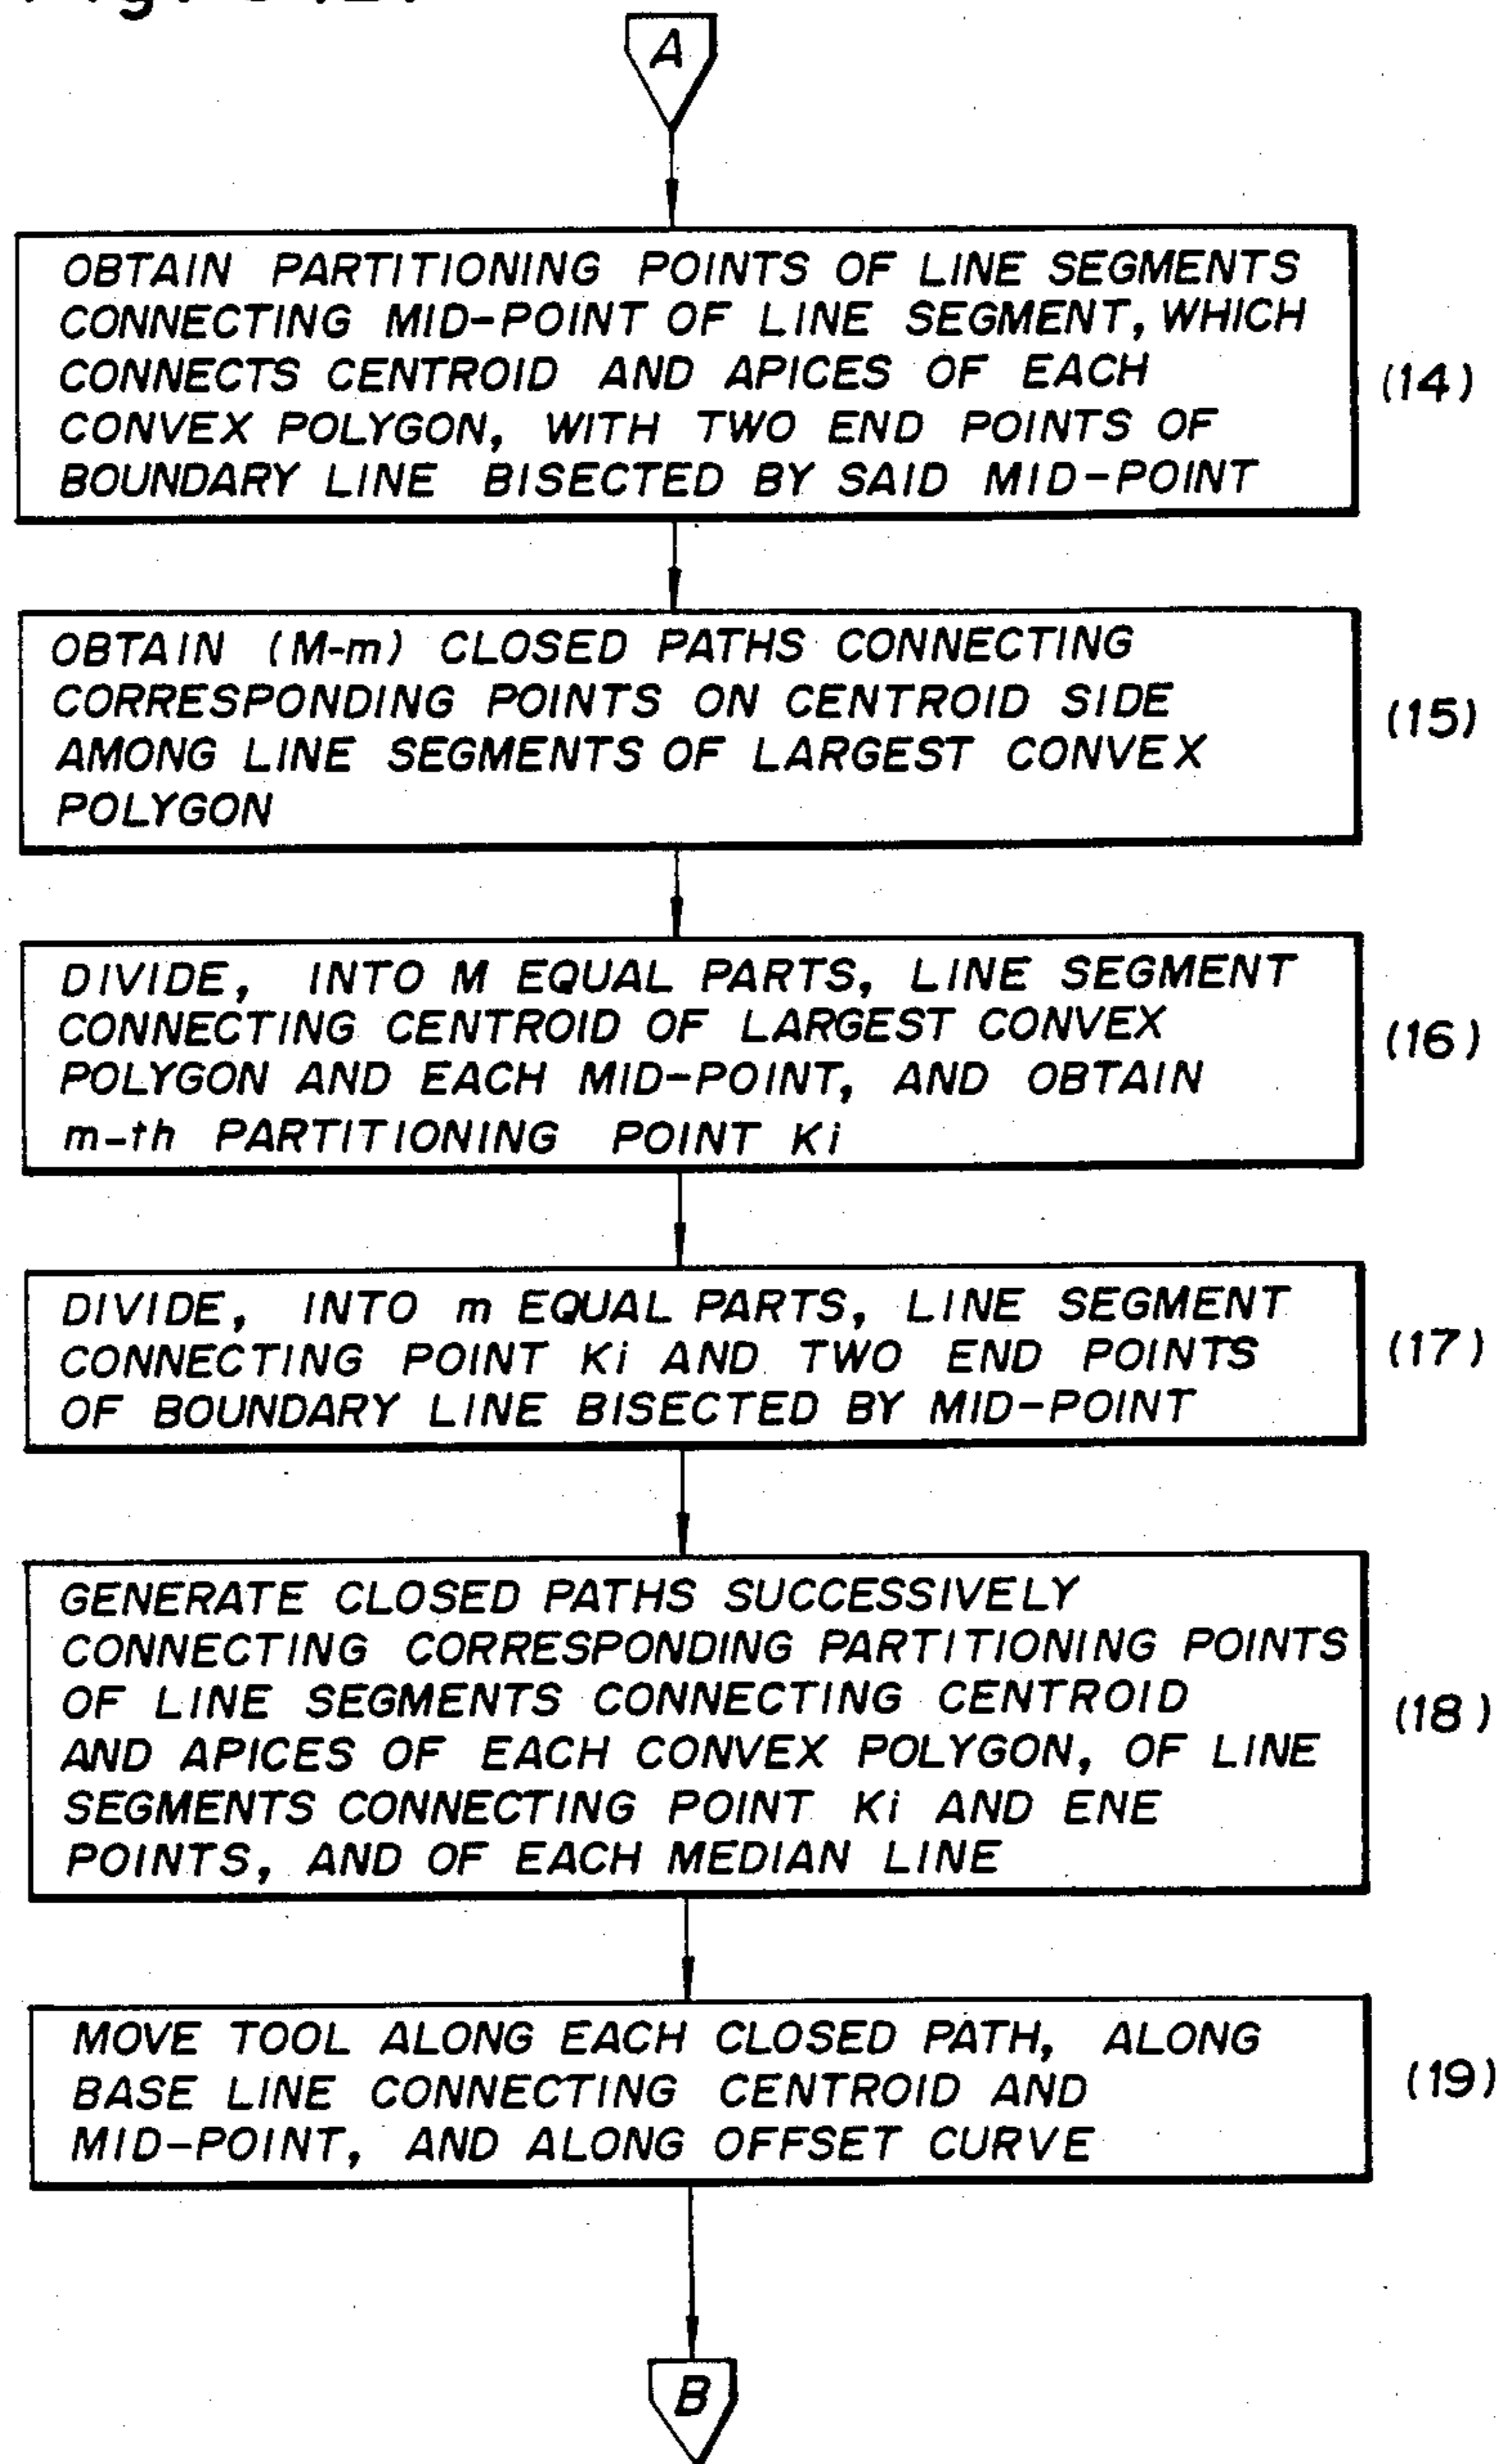 A
OBTAIN PARTITIONING POINTS OF LINE SEGMENTS
CONNECTING MID-POINT OF LINE SEGMENT, WHICH
CONNECTS CENTROID AND APICES OF EACH
CONVEX POLYGON, WITH TWO END POINTS OF
BOUNDARY LINE BISECTED BY SAID MID-POINT
(14)
OBTAIN (M-m) CLOSED PATHS CONNECTING
CORRESPONDING POINTS ON CENTROID SIDE
AMONG LINE SEGMENTS OF LARGEST CONVEX
POLYGON
(15)
DIVIDE, INTO M EQUAL PARTS, LINE SEGMENT
CONNECTING CENTROID OF LARGEST CONVEX
POLYGON AND EACH MID-POINT, AND OBTAIN
m-th PARTITIONING POINT Ki
(16)
DIVIDE, INTO m EQUAL PARTS, LINE SEGMENT
CONNECTING POINT Ki AND TWO END POINTS
OF BOUNDARY LINE BISECTED BY MID-POINT
(17)
GENERATE CLOSED PATHS SUCCESSIVELY
CONNECTING CORRESPONDING PARTITIONING POINTS
OF LINE SEGMENTS CONNECTING CENTROID
AND APICES OF EACH CONVEX POLYGON, OF LINE
SEGMENTS CONNECTING POINT Ki AND ENE
POINTS, AND OF EACH MEDIAN LINE
(18)
MOVE TOOL ALONG EACH CLOSED PATH, ALONG
BASE LINE CONNECTING CENTROID AND
MID-POINT, AND ALONG OFFSET CURVE
(19)
B